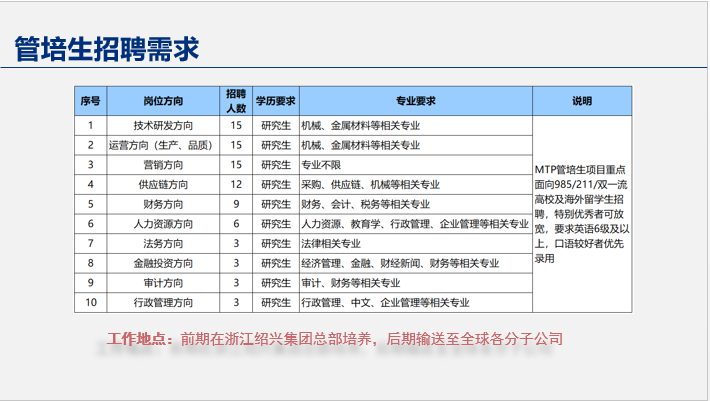 管培生招聘需求
序号 岗位方向 招聘人数 学历要求 专业要求 说明
1 技术研发方向 15 研究生 机械、金属材料等相关专业
2 运营方向（生产、品质） 15 研究生 机械、金属材料等相关专业
3 营销方向 15 研究生 专业不限
4 供应链方向 12 研究生 采购、供应链、机械等相关专业
5 财务方向 9 研究生 财务、会计、税务等相关专业
6 人力资源方向 6 研究生 人力资源、教育学、行政管理、企业管理等相关专业
7 法务方向 3 研究生 法律相关专业
8 金融投资方向 3 研究生 经济管理、金融、财经新闻、财务等相关专业
9 审计方向 3 研究生 审计、财务等相关专业
10 行政管理方向 3 研究生 行政管理、中文、企业管理等相关专业
MTP管培生项目重点
面向985/211/双一流
高校及海外留学生招
聘，特别优秀者可放
宽，要求英语6级及以
上，口语较好者优先
录用
工作地点：前期在浙江绍兴集团总部培养，后期输送至全球各分子公司